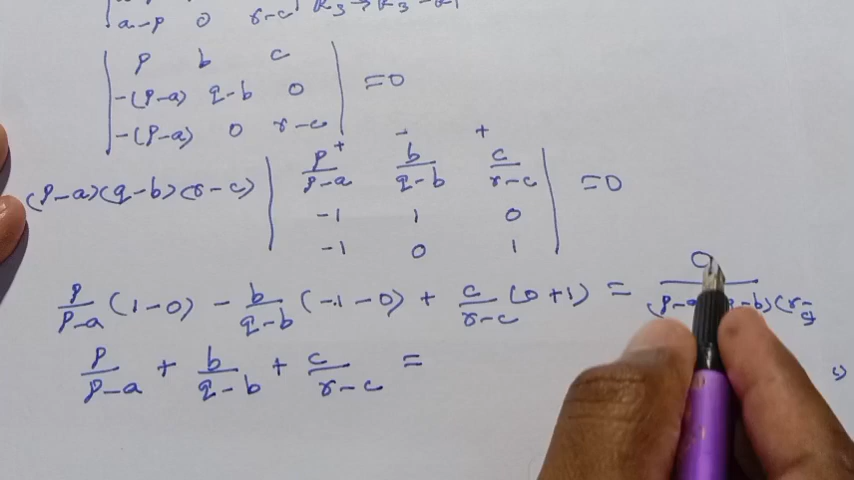 a-p 0 r-c R3→R3-R1
| p b c |
| -(p-a) q-b 0 | =0
| -(p-a) 0 r-c |
- +
(p-a)(q-b)(r-c) | p/p-a + b/q-b c/r-c | =0
| -1 1 0 |
| -1 0 1 |
p/p-a (1-0) - b/q-b (-1-0) + c/r-c (0+1) = 0/(p-a)(q-b)(r-c)
p/p-a + b/q-b + c/r-c =